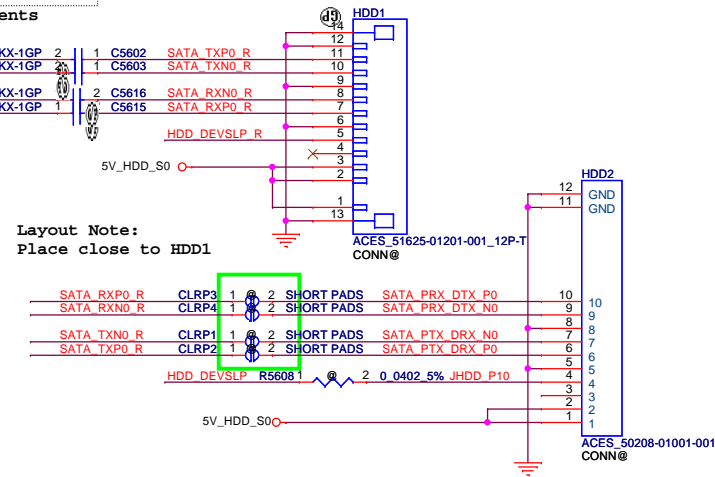 ents
GP
HDD1
14
12
KX-1GP 2 1 C5602 SATA_TXP0_R 11
KX-1GP 1 C5603 SATA_TXN0_R 10
9
KX-1GP 2 C5616 SATA_RXN0_R 8
KX-1GP 1 C5615 SATA_RXP0_R 7
6
HDD_DEVSLP_R 5
4
5V_HDD_S0 3
2
1
13
ACES_51625-01201-001_12P-T
CONN@
Layout Note:
Place close to HDD1
HDD2
12 GND
11 GND
SATA_RXP0_R CLRP3 1 @ 2 SHORT PADS SATA_PRX_DTX_P0 10 10
SATA_RXN0_R CLRP4 1 @ 2 SHORT PADS SATA_PRX_DTX_N0 9 9
8 8
SATA_TXN0_R CLRP1 1 @ 2 SHORT PADS SATA_PTX_DRX_N0 7 7
SATA_TXP0_R CLRP2 1 @ 2 SHORT PADS SATA_PTX_DRX_P0 6 6
5 5
HDD_DEVSLP R5608 1 @ 2 0_0402_5% JHDD_P10 4 4
3 3
2 2
5V_HDD_S0 1 1
ACES_50208-01001-001
CONN@